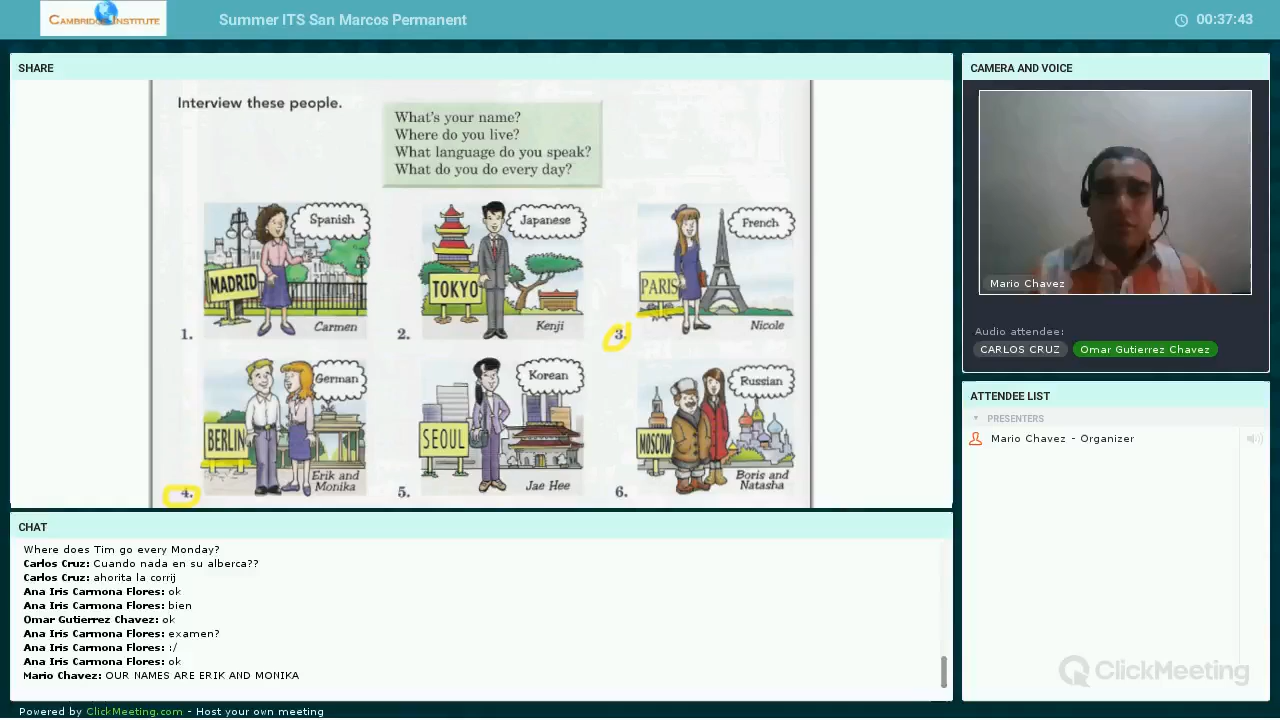 CAMBRIDGE INSTITUTE
Summer ITS San Marcos Permanent
00:37:43
SHARE
Interview these people.
What's your name?
Where do you live?
What language do you speak?
What do you do every day?
Spanish
MADRID
1.
Carmen
Japanese
TOKYO
2.
Kenji
French
PARIS
3.
Nicole
German
BERLIN
4.
Erik and
Monika
Korean
SEOUL
5.
Jae Hee
Russian
MOSCOW
6.
Boris and
Natasha
CAMERA AND VOICE
Mario Chavez
Audio attendee:
CARLOS CRUZ Omar Gutierrez Chavez
ATTENDEE LIST
PRESENTERS
Mario Chavez - Organizer
ClickMeeting
CHAT
Where does Tim go every Monday?
Carlos Cruz: Cuando nada en su alberca??
Carlos Cruz: ahorita la corrij
Ana Iris Carmona Flores: ok
Ana Iris Carmona Flores: bien
Omar Gutierrez Chavez: ok
Ana Iris Carmona Flores: examen?
Ana Iris Carmona Flores: :/
Ana Iris Carmona Flores: ok
Mario Chavez: OUR NAMES ARE ERIK AND MONIKA
Powered by ClickMeeting.com - Host your own meeting